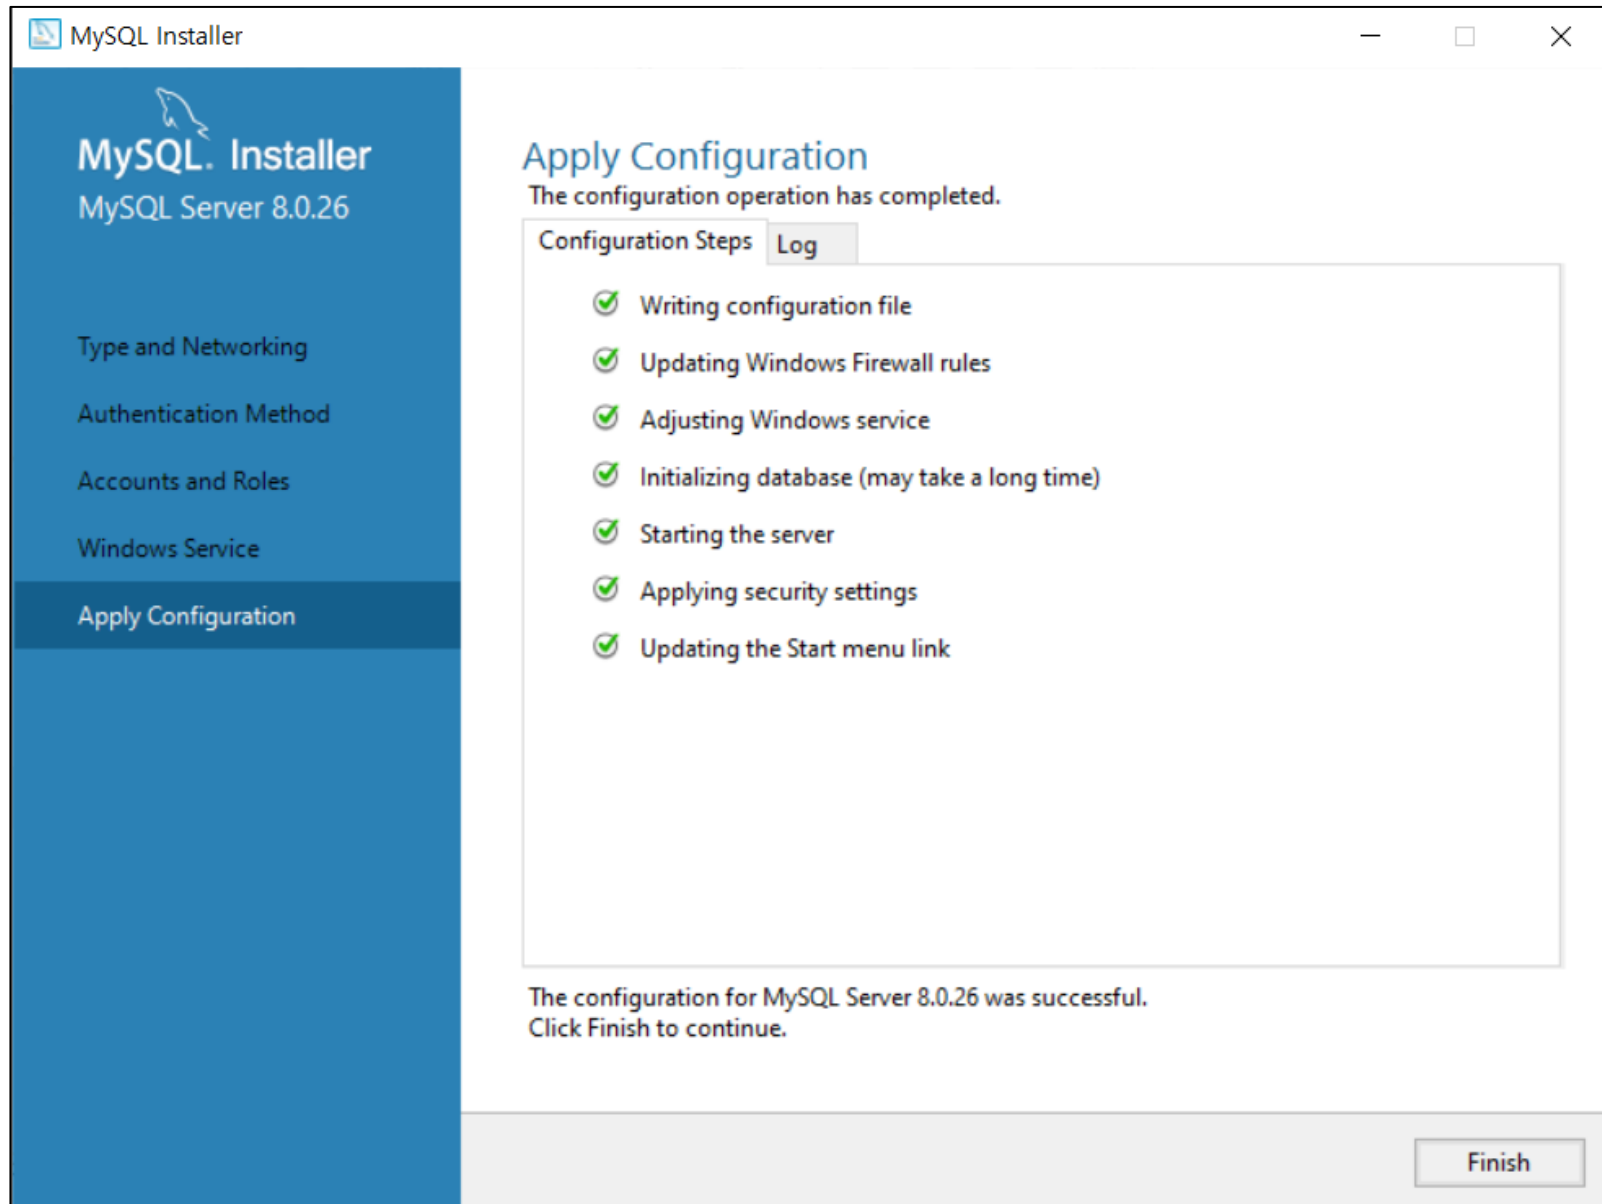 MySQL Installer
MySQL. Installer
MySQL Server 8.0.26
Type and Networking
Authentication Method
Accounts and Roles
Windows Service
Apply Configuration
Apply Configuration
The configuration operation has completed.
Configuration Steps
Log
Writing configuration file
Updating Windows Firewall rules
Adjusting Windows service
Initializing database (may take a long time)
Starting the server
Applying security settings
Updating the Start menu link
The configuration for MySQL Server 8.0.26 was successful.
Click Finish to continue.
Finish